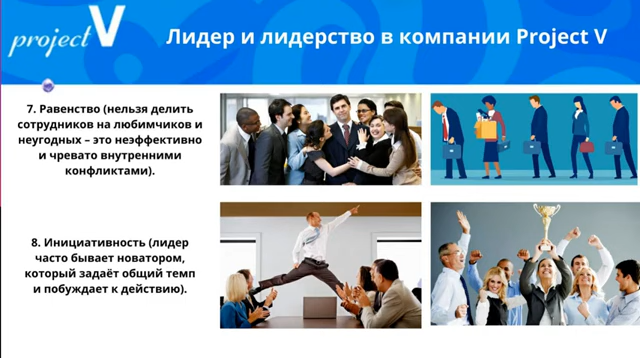 project V
Лидер и лидерство в компании Project V
7. Равенство (нельзя делить
сотрудников на любимчиков и
неугодных – это неэффективно
и чревато внутренними
конфликтами).
8. Инициативность (лидер
часто бывает новатором,
который задаёт общий темп
и побуждает к действию).